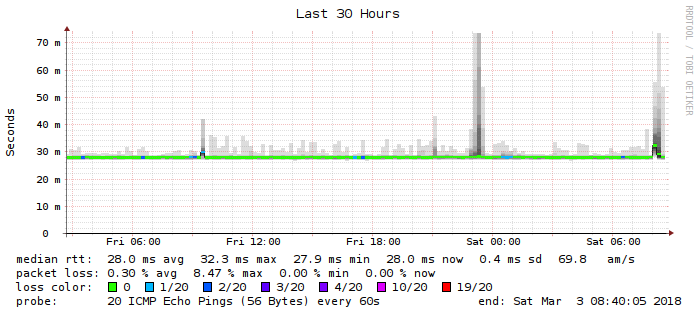 Last 30 Hours
RRDTOOL / TOBI OETIKER
Seconds
70 m
60 m
50 m
40 m
30 m
20 m
10 m
0
Fri 06:00 Fri 12:00 Fri 18:00 Sat 00:00 Sat 06:00
median rtt: 28.0 ms avg 32.3 ms max 27.9 ms min 28.0 ms now 0.4 ms sd 69.8 am/s
packet loss: 0.30 % avg 8.47 % max 0.00 % min 0.00 % now
loss color: 0 1/20 2/20 3/20 4/20 10/20 19/20
probe: 20 ICMP Echo Pings (56 Bytes) every 60s end: Sat Mar 3 08:40:05 2018